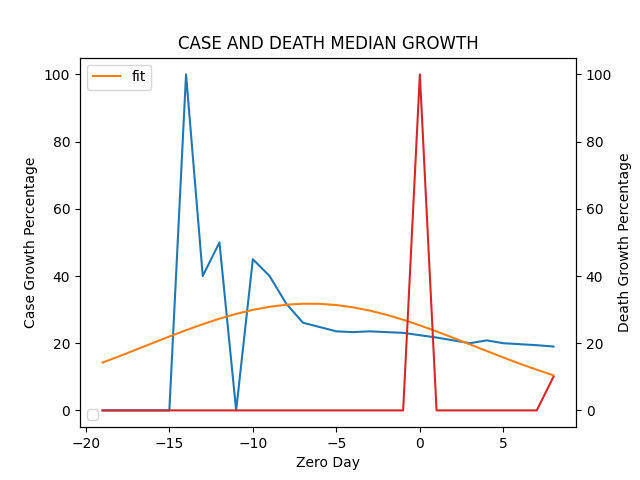 CASE AND DEATH MEDIAN GROWTH
fit
100
80
60
40
20
0
Case Growth Percentage
100
80
60
40
20
0
Death Growth Percentage
−20 −15 −10 −5 0 5
Zero Day